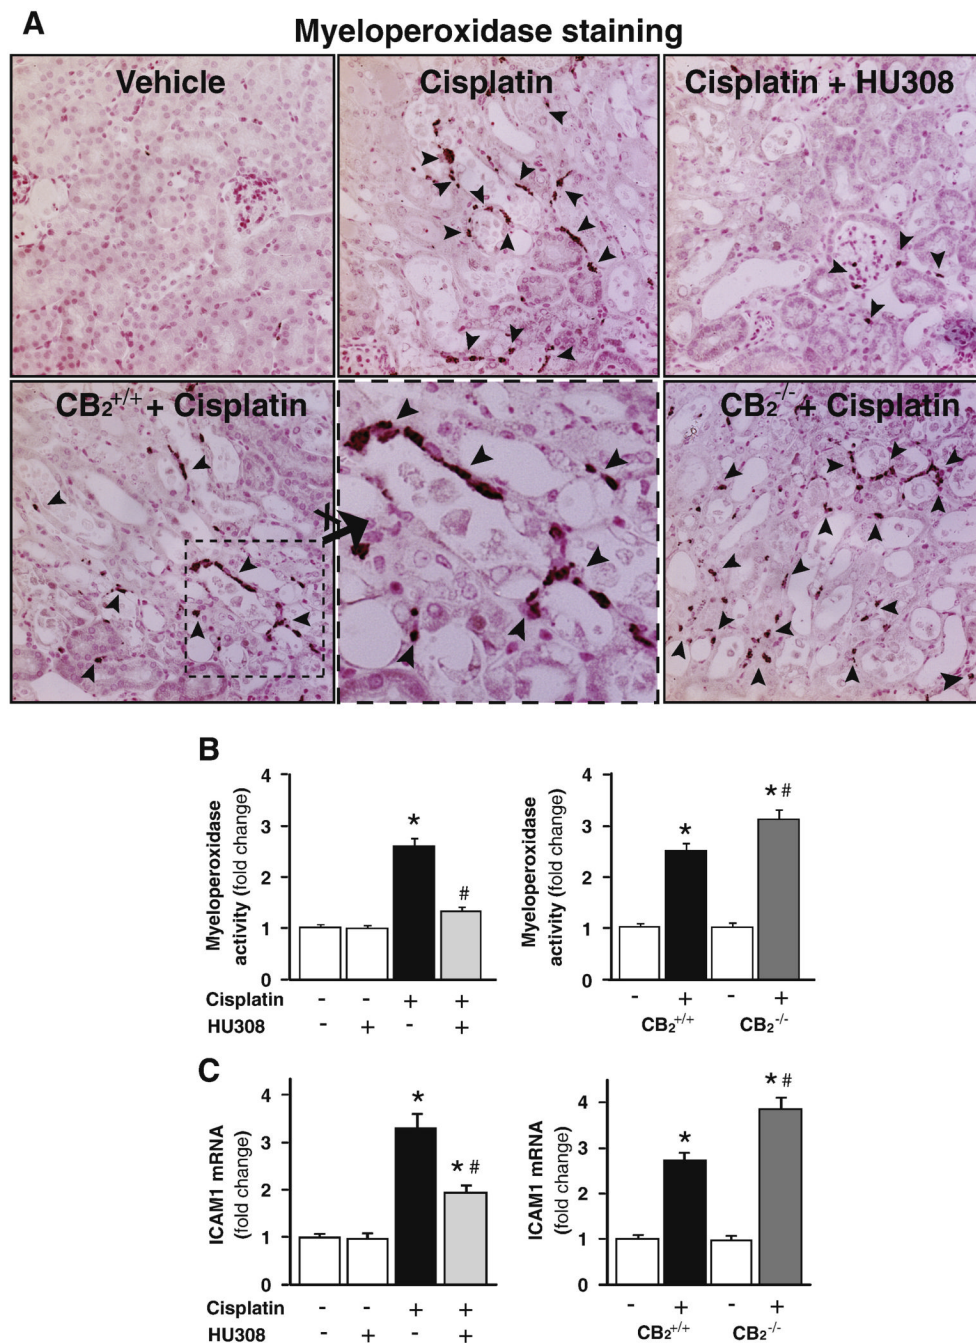 A
Myeloperoxidase staining
Vehicle
Cisplatin
Cisplatin + HU308
CB₂⁺/⁺ + Cisplatin
CB₂⁻/⁻ + Cisplatin
B
Myeloperoxidase
activity (fold change)
4
3
2
1
0
*
#
Cisplatin - - + +
HU308 - + - +
Myeloperoxidase
activity (fold change)
4
3
2
1
0
*
* #
- + - +
CB₂⁺/⁺ CB₂⁻/⁻
C
ICAM1 mRNA
(fold change)
4
3
2
1
0
*
* #
Cisplatin - - + +
HU308 - + - +
ICAM1 mRNA
(fold change)
4
3
2
1
0
*
* #
- + - +
CB₂⁺/⁺ CB₂⁻/⁻